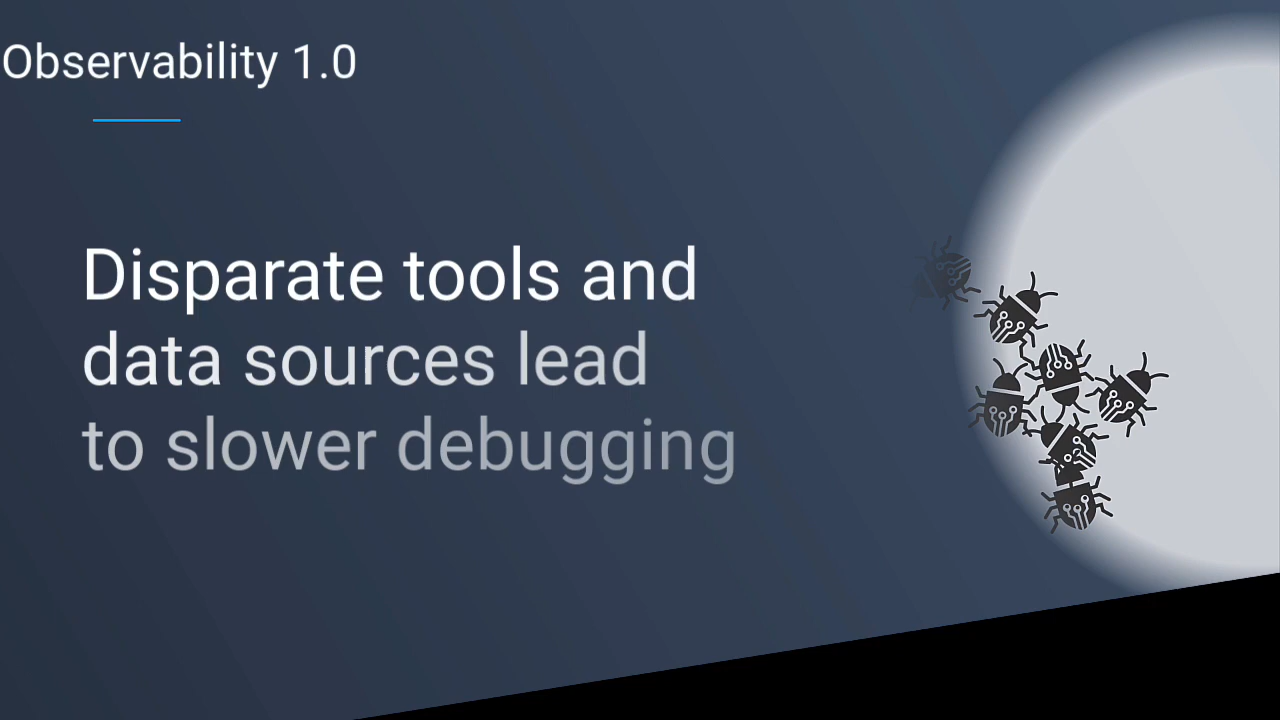 Observability 1.0
Disparate tools and
data sources lead
to slower debugging